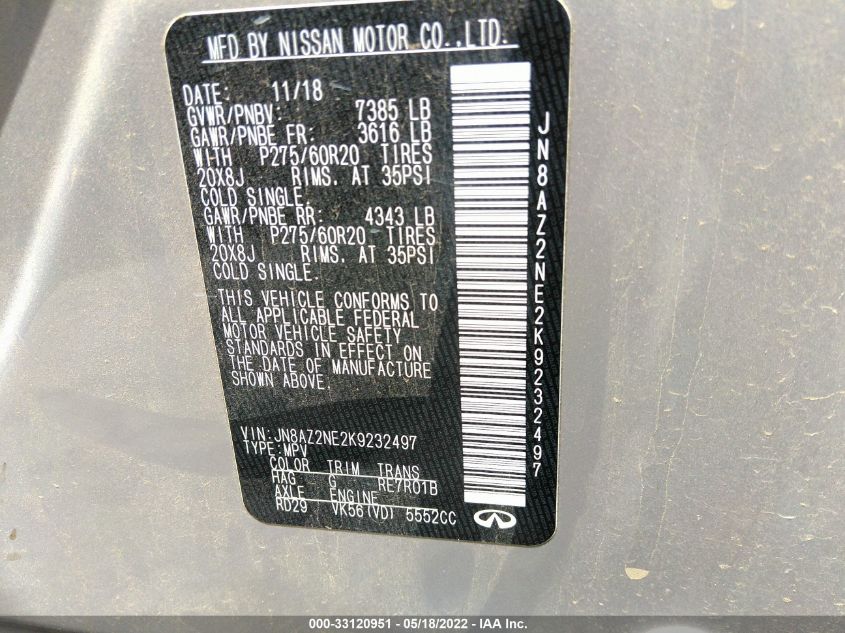 MFD BY NISSAN MOTOR CO.,LTD.
DATE: 11/18
GVWR/PNBV: 7385 LB
GAWR/PNBE FR: 3616 LB
WITH P275/60R20 TIRES
20X8J RIMS. AT 35PSI
COLD SINGLE.
GAWR/PNBE RR: 4343 LB
WITH P275/60R20 TIRES
20X8J RIMS. AT 35PSI
COLD SINGLE.
THIS VEHICLE CONFORMS TO
ALL APPLICABLE FEDERAL
MOTOR VEHICLE SAFETY
STANDARDS IN EFFECT ON
THE DATE OF MANUFACTURE
SHOWN ABOVE.
VIN:JN8AZ2NE2K9232497
TYPE:MPV
COLOR TRIM TRANS
HAG G RE7R01B
AXLE ENGINE
RD29 VK56(VD) 5552CC
JN8AZ2NE2K9232497
000-33120951 - 05/18/2022 - IAA Inc.